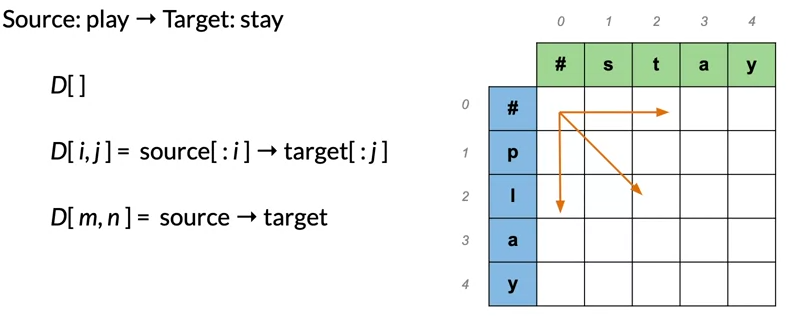 Source: play → Target: stay
D[ ]
D[ i, j ] = source[ : i ] → target[ : j ]
D[ m, n ] = source → target
0 1 2 3 4
# s t a y
0 #
1 p
2 l
3 a
4 y